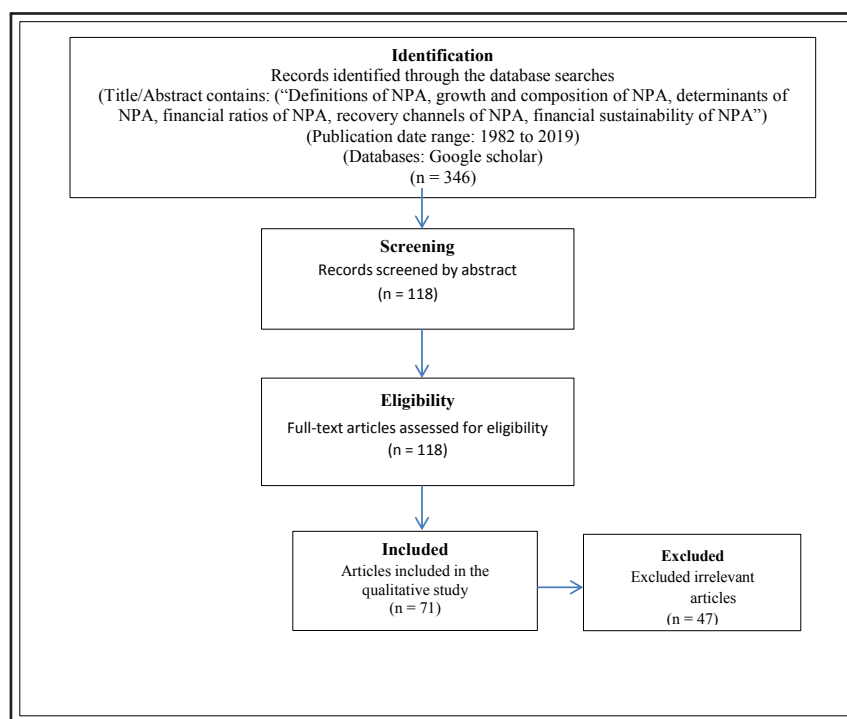 Identification
Records identified through the database searches
(Title/Abstract contains: (“Definitions of NPA, growth and composition of NPA, determinants of
NPA, financial ratios of NPA, recovery channels of NPA, financial sustainability of NPA”)
(Publication date range: 1982 to 2019)
(Databases: Google scholar)
(n = 346)
Screening
Records screened by abstract
(n = 118)
Eligibility
Full-text articles assessed for eligibility
(n = 118)
Included
Articles included in the
qualitative study
(n = 71)
Excluded
Excluded irrelevant
articles
(n = 47)